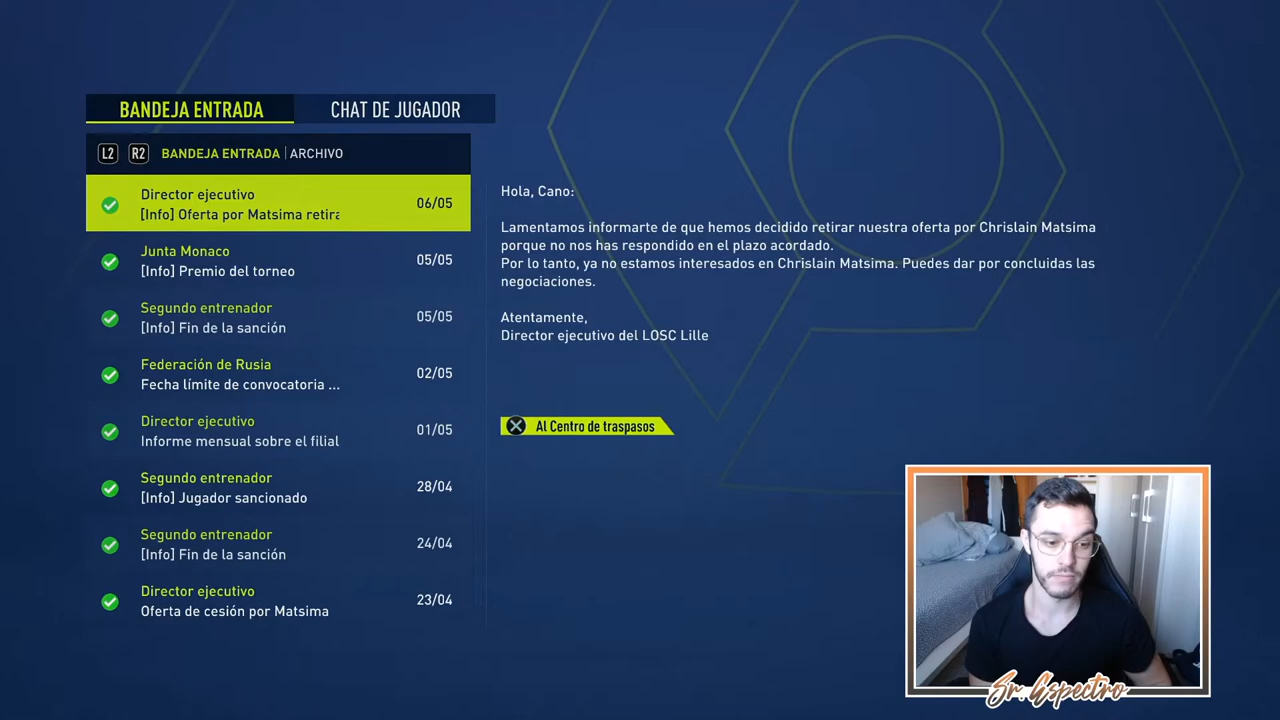 BANDEJA ENTRADA
CHAT DE JUGADOR
L2 R2 BANDEJA ENTRADA | ARCHIVO
Director ejecutivo
[Info] Oferta por Matsima retira
06/05
Junta Monaco
[Info] Premio del torneo
05/05
Segundo entrenador
[Info] Fin de la sanción
05/05
Federación de Rusia
Fecha límite de convocatoria ...
02/05
Director ejecutivo
Informe mensual sobre el filial
01/05
Segundo entrenador
[Info] Jugador sancionado
28/04
Segundo entrenador
[Info] Fin de la sanción
24/04
Director ejecutivo
Oferta de cesión por Matsima
23/04
Hola, Cano:
Lamentamos informarte de que hemos decidido retirar nuestra oferta por Chrislain Matsima
porque no nos has respondido en el plazo acordado.
Por lo tanto, ya no estamos interesados en Chrislain Matsima. Puedes dar por concluidas las
negociaciones.
Atentamente,
Director ejecutivo del LOSC Lille
Al Centro de traspasos
Sr. Espectro